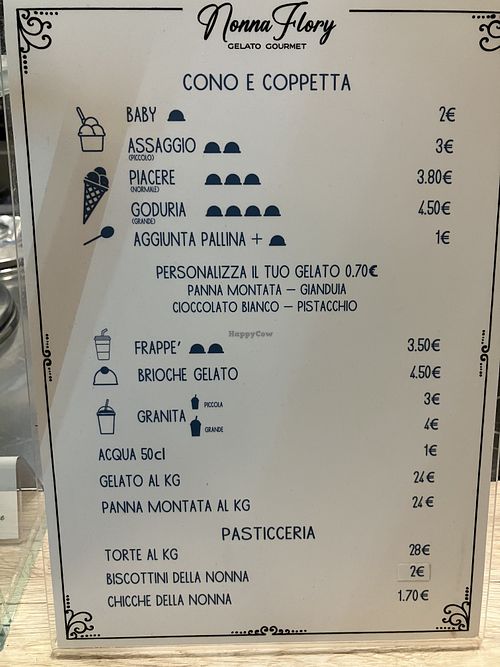 Nonna Flory
GELATO GOURMET
CONO E COPPETTA
BABY 2€
ASSAGGIO 3€
(PICCOLO)
PIACERE 3.80€
(NORMALE)
GODURIA 4.50€
(GRANDE)
AGGIUNTA PALLINA + 1€
PERSONALIZZA IL TUO GELATO 0.70€
PANNA MONTATA – GIANDUIA
CIOCCOLATO BIANCO – PISTACCHIO
HappyCow
FRAPPE' 3.50€
BRIOCHE GELATO 4.50€
GRANITA PICCOLA 3€
GRANDE 4€
ACQUA 50cl 1€
GELATO AL KG 24€
PANNA MONTATA AL KG 24€
PASTICCERIA
TORTE AL KG 28€
BISCOTTINI DELLA NONNA 2€
CHICCHE DELLA NONNA 1.70€